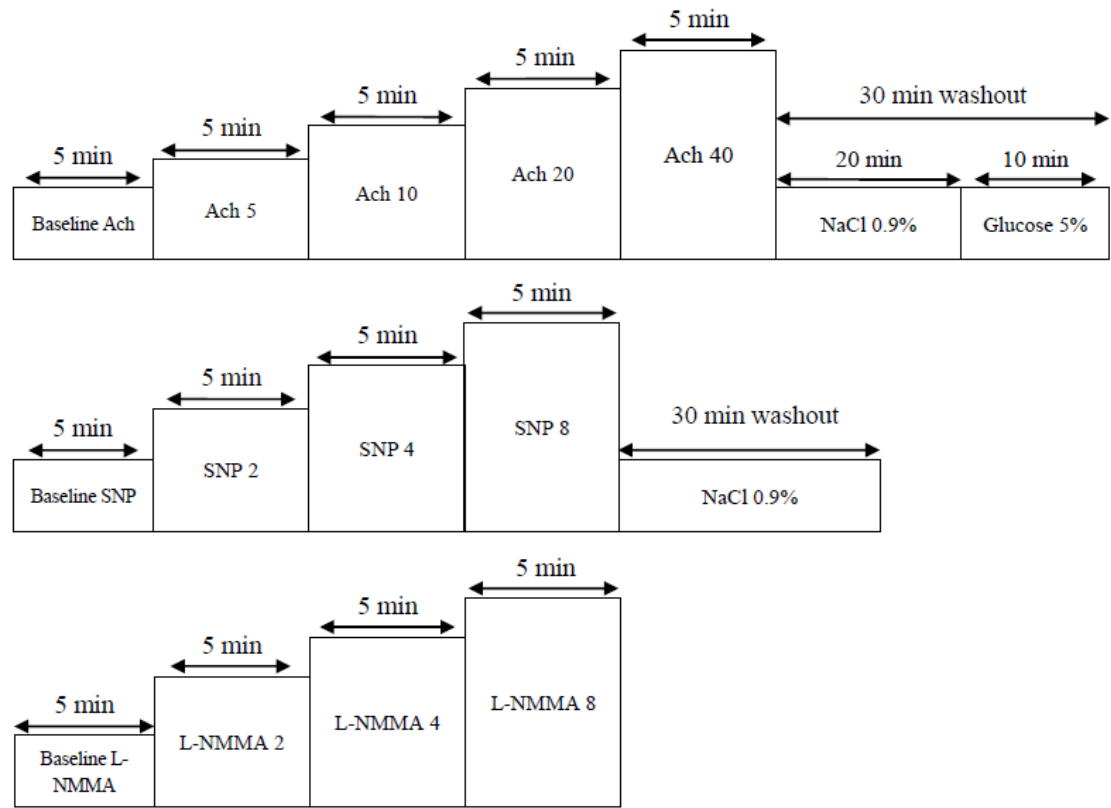 5 min
5 min
5 min
5 min
5 min
30 min washout
20 min
10 min
Baseline Ach
Ach 5
Ach 10
Ach 20
Ach 40
NaCl 0.9%
Glucose 5%
5 min
5 min
5 min
5 min
30 min washout
Baseline SNP
SNP 2
SNP 4
SNP 8
NaCl 0.9%
5 min
5 min
5 min
5 min
Baseline L-
NMMA
L-NMMA 2
L-NMMA 4
L-NMMA 8